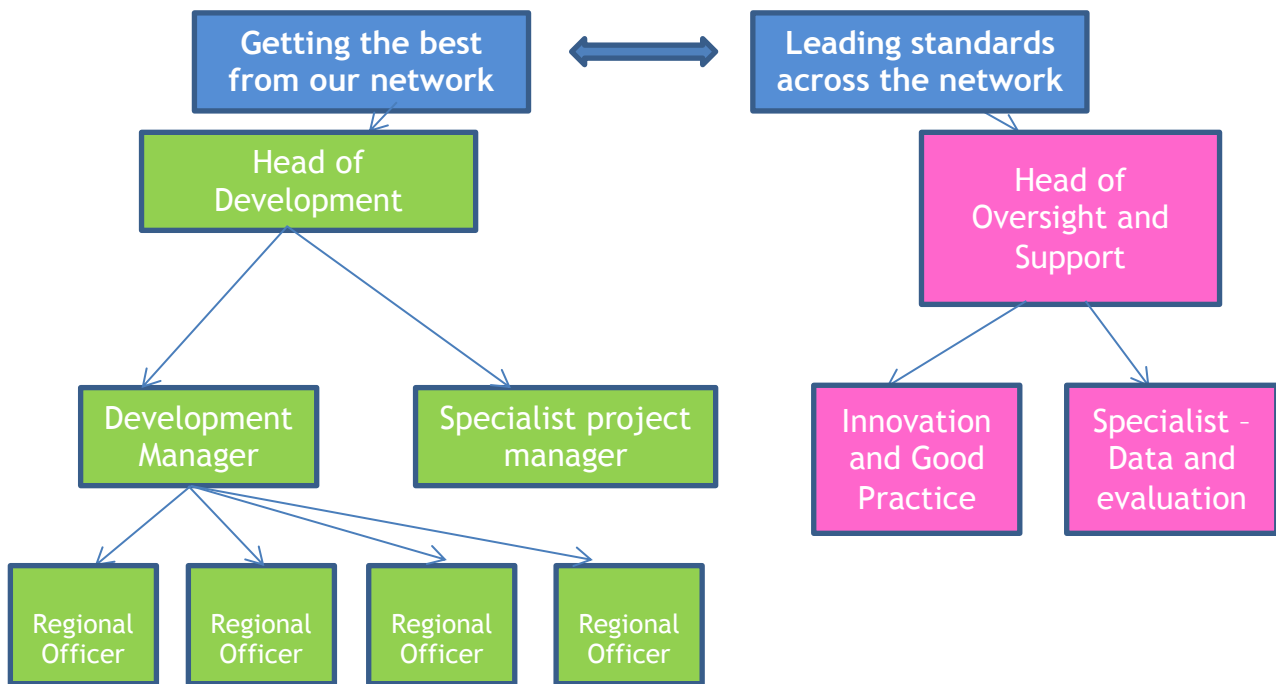 Getting the best
from our network
Leading standards
across the network
Head of
Development
Head of
Oversight and
Support
Development
Manager
Specialist project
manager
Innovation
and Good
Practice
Specialist –
Data and
evaluation
Regional
Officer
Regional
Officer
Regional
Officer
Regional
Officer